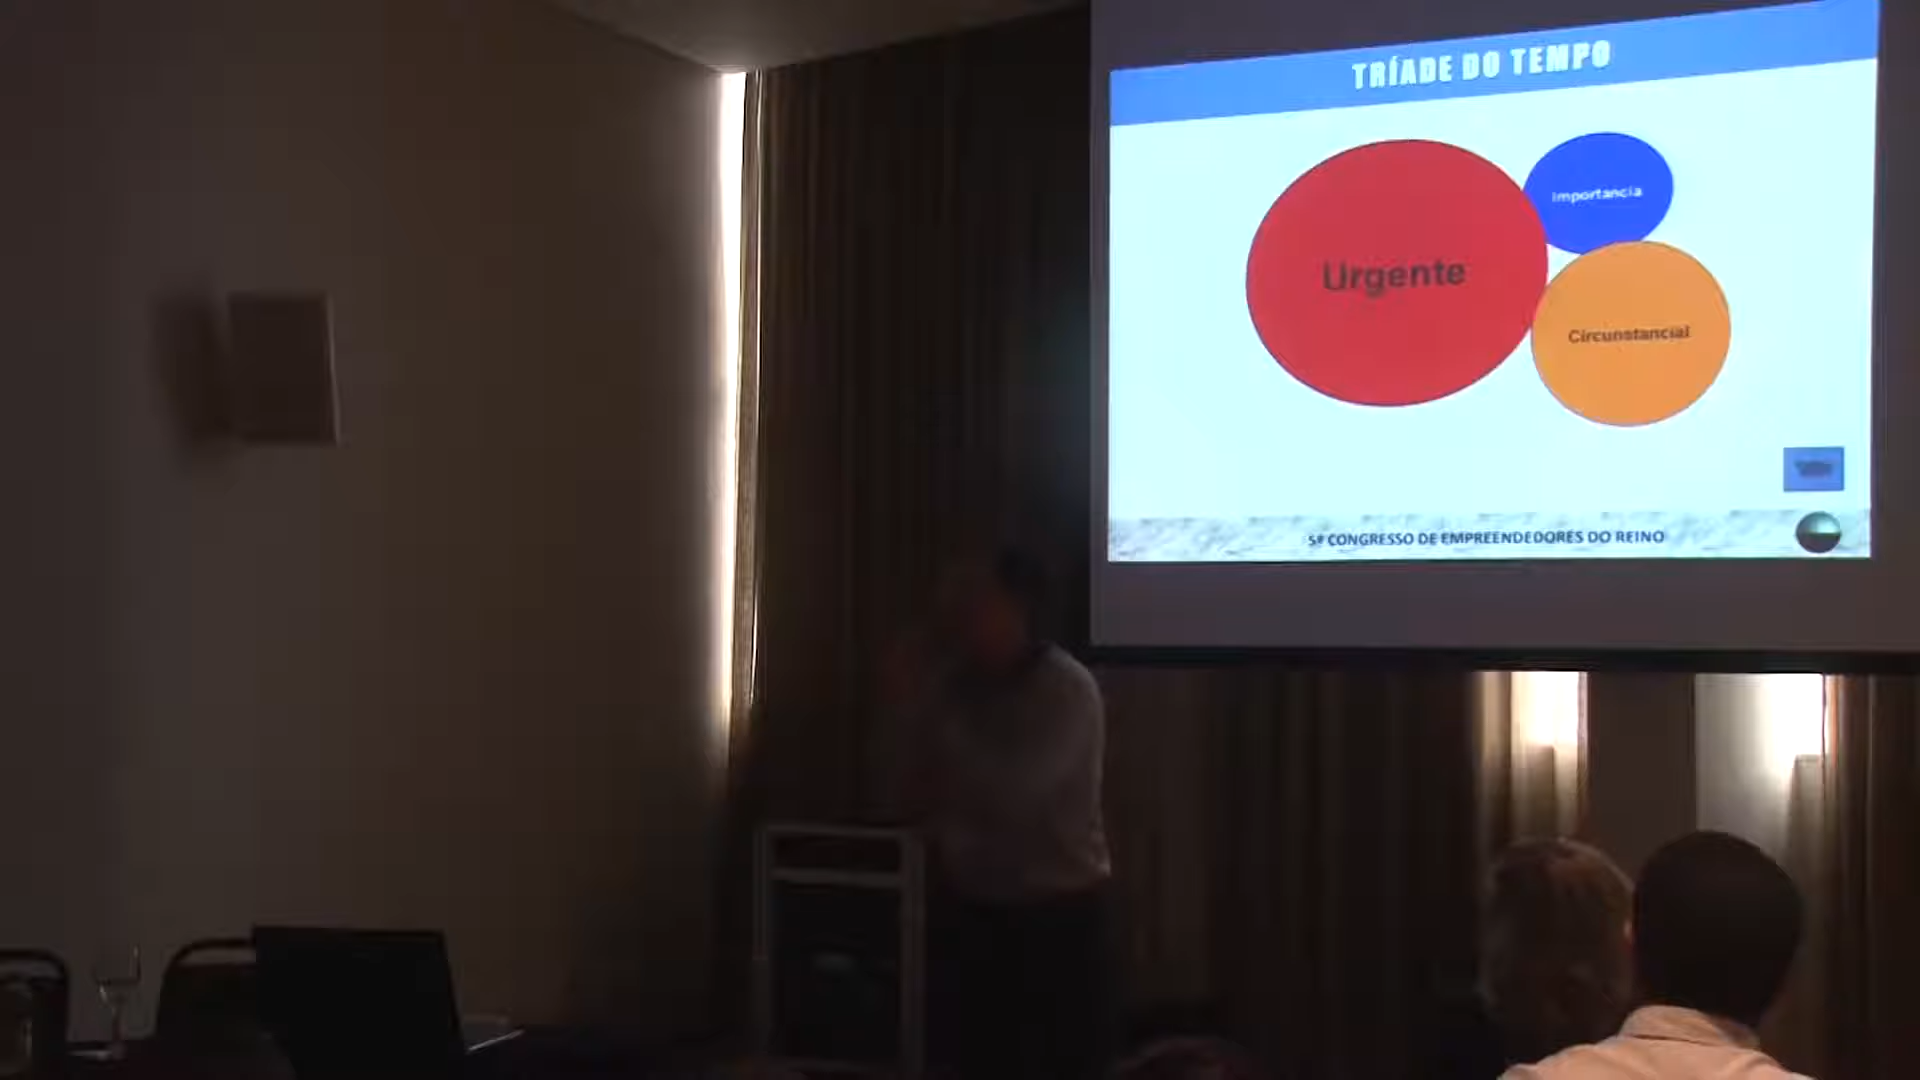 TRÍADE DO TEMPO
Importancia
Urgente
Circunstancial
5º CONGRESSO DE EMPREENDEDORES DO REINO